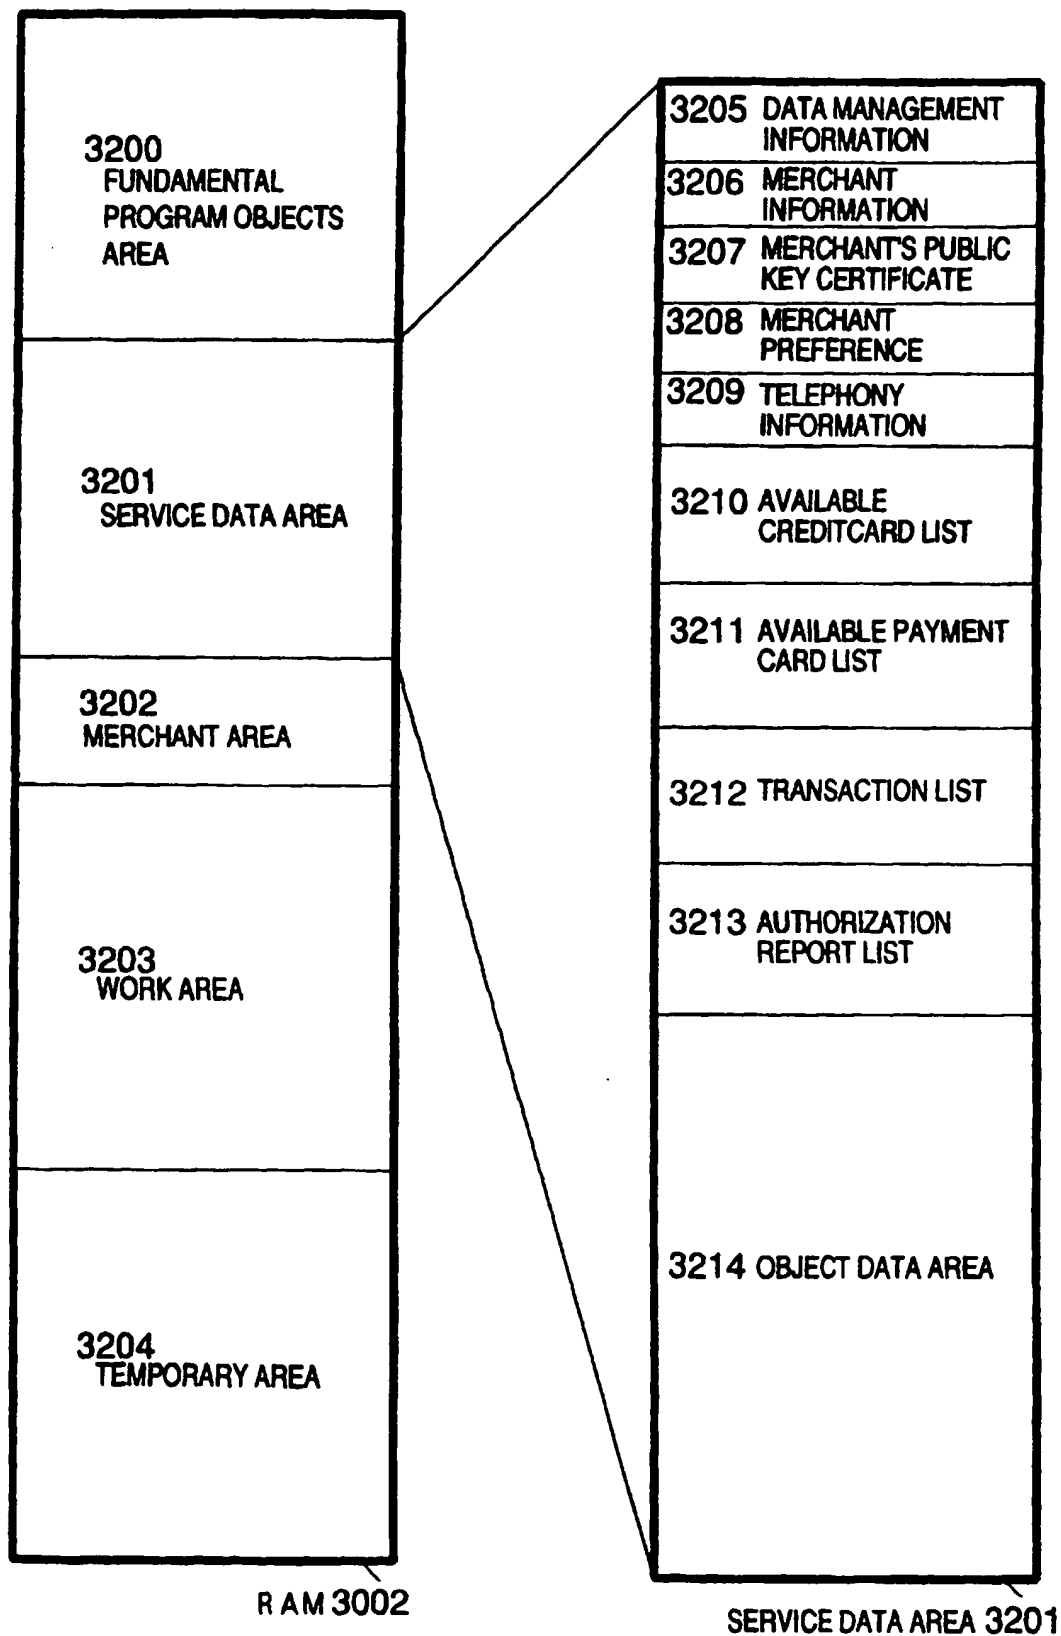 3200
FUNDAMENTAL
PROGRAM OBJECTS
AREA
3201
SERVICE DATA AREA
3202
MERCHANT AREA
3203
WORK AREA
3204
TEMPORARY AREA
RAM 3002
3205 DATA MANAGEMENT
INFORMATION
3206 MERCHANT
INFORMATION
3207 MERCHANT'S PUBLIC
KEY CERTIFICATE
3208 MERCHANT
PREFERENCE
3209 TELEPHONY
INFORMATION
3210 AVAILABLE
CREDITCARD LIST
3211 AVAILABLE PAYMENT
CARD LIST
3212 TRANSACTION LIST
3213 AUTHORIZATION
REPORT LIST
3214 OBJECT DATA AREA
SERVICE DATA AREA 3201